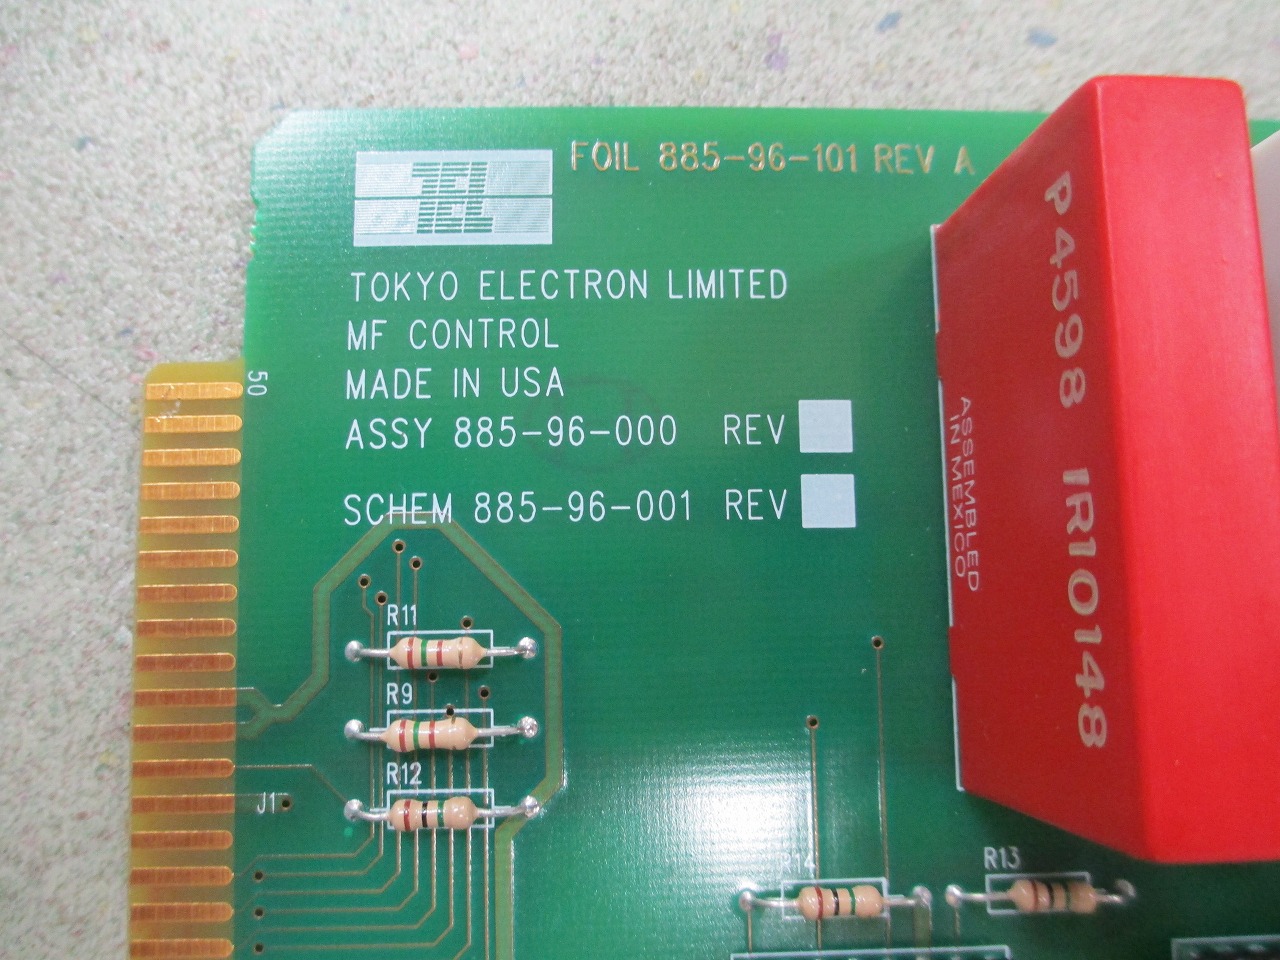 FOIL 885-96-101 REV A
TEL
TOKYO ELECTRON LIMITED
MF CONTROL
MADE IN USA
ASSY 885-96-000 REV
SCHEM 885-96-001 REV
50
P4598 IR10148
ASSEMBLED
IN MEXICO
R11
R9
R12
J1
R14
R13